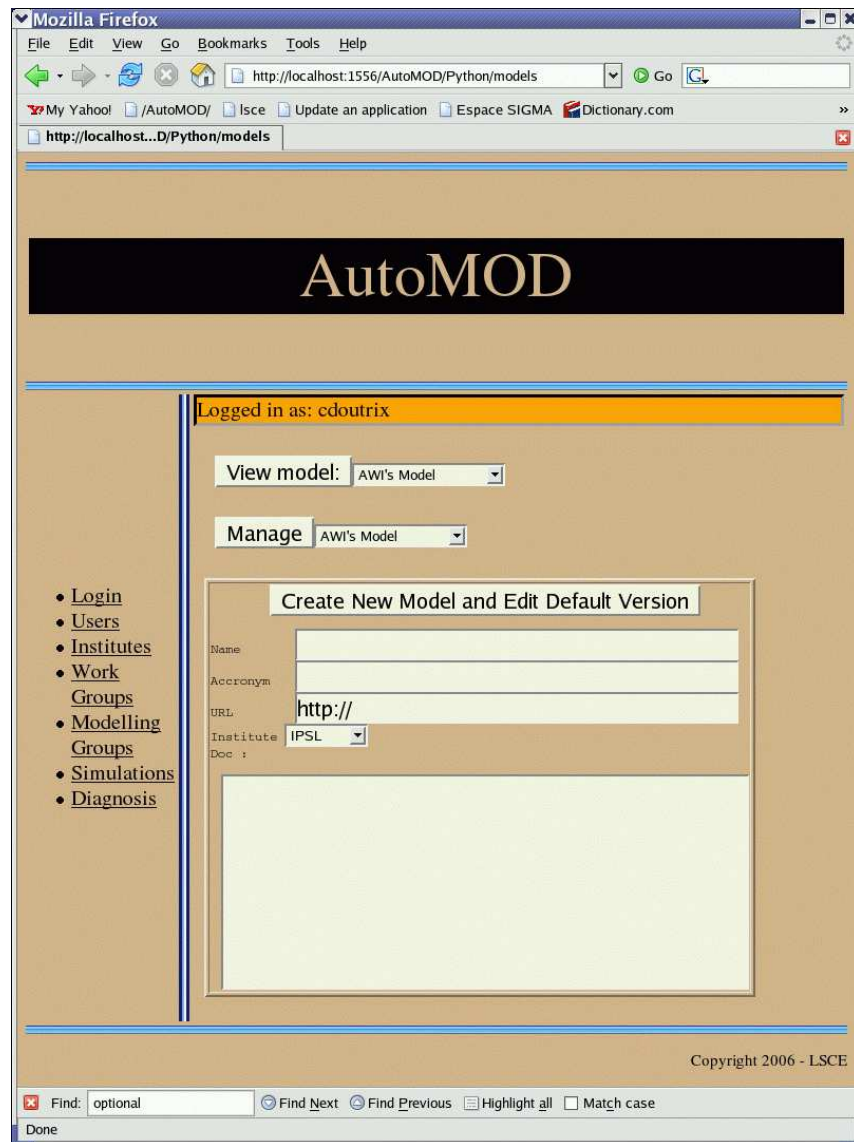 Mozilla Firefox
File Edit View Go Bookmarks Tools Help
http://localhost:1556/AutoMOD/Python/models Go G
My Yahoo! /AutoMOD/ lsce Update an application Espace SIGMA Dictionary.com »
http://localhost...D/Python/models
AutoMOD
Logged in as: cdoutrix
View model: AWI's Model
Manage AWI's Model
Login
Users
Institutes
Work
Groups
Modelling
Groups
Simulations
Diagnosis
Create New Model and Edit Default Version
Name
Accronym
URL http://
Institute IPSL
Doc :
Copyright 2006 - LSCE
Find: optional Find Next Find Previous Highlight all Match case
Done